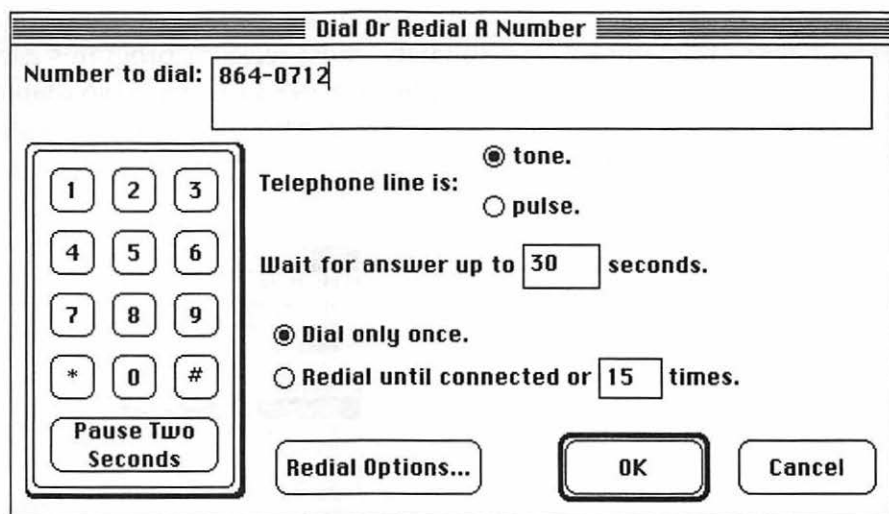 Dial Or Redial A Number
Number to dial: 864-0712
1 2 3
4 5 6
7 8 9
* 0 #
Pause Two
Seconds
Telephone line is:
tone.
pulse.
Wait for answer up to 30 seconds.
Dial only once.
Redial until connected or 15 times.
Redial Options...
OK
Cancel